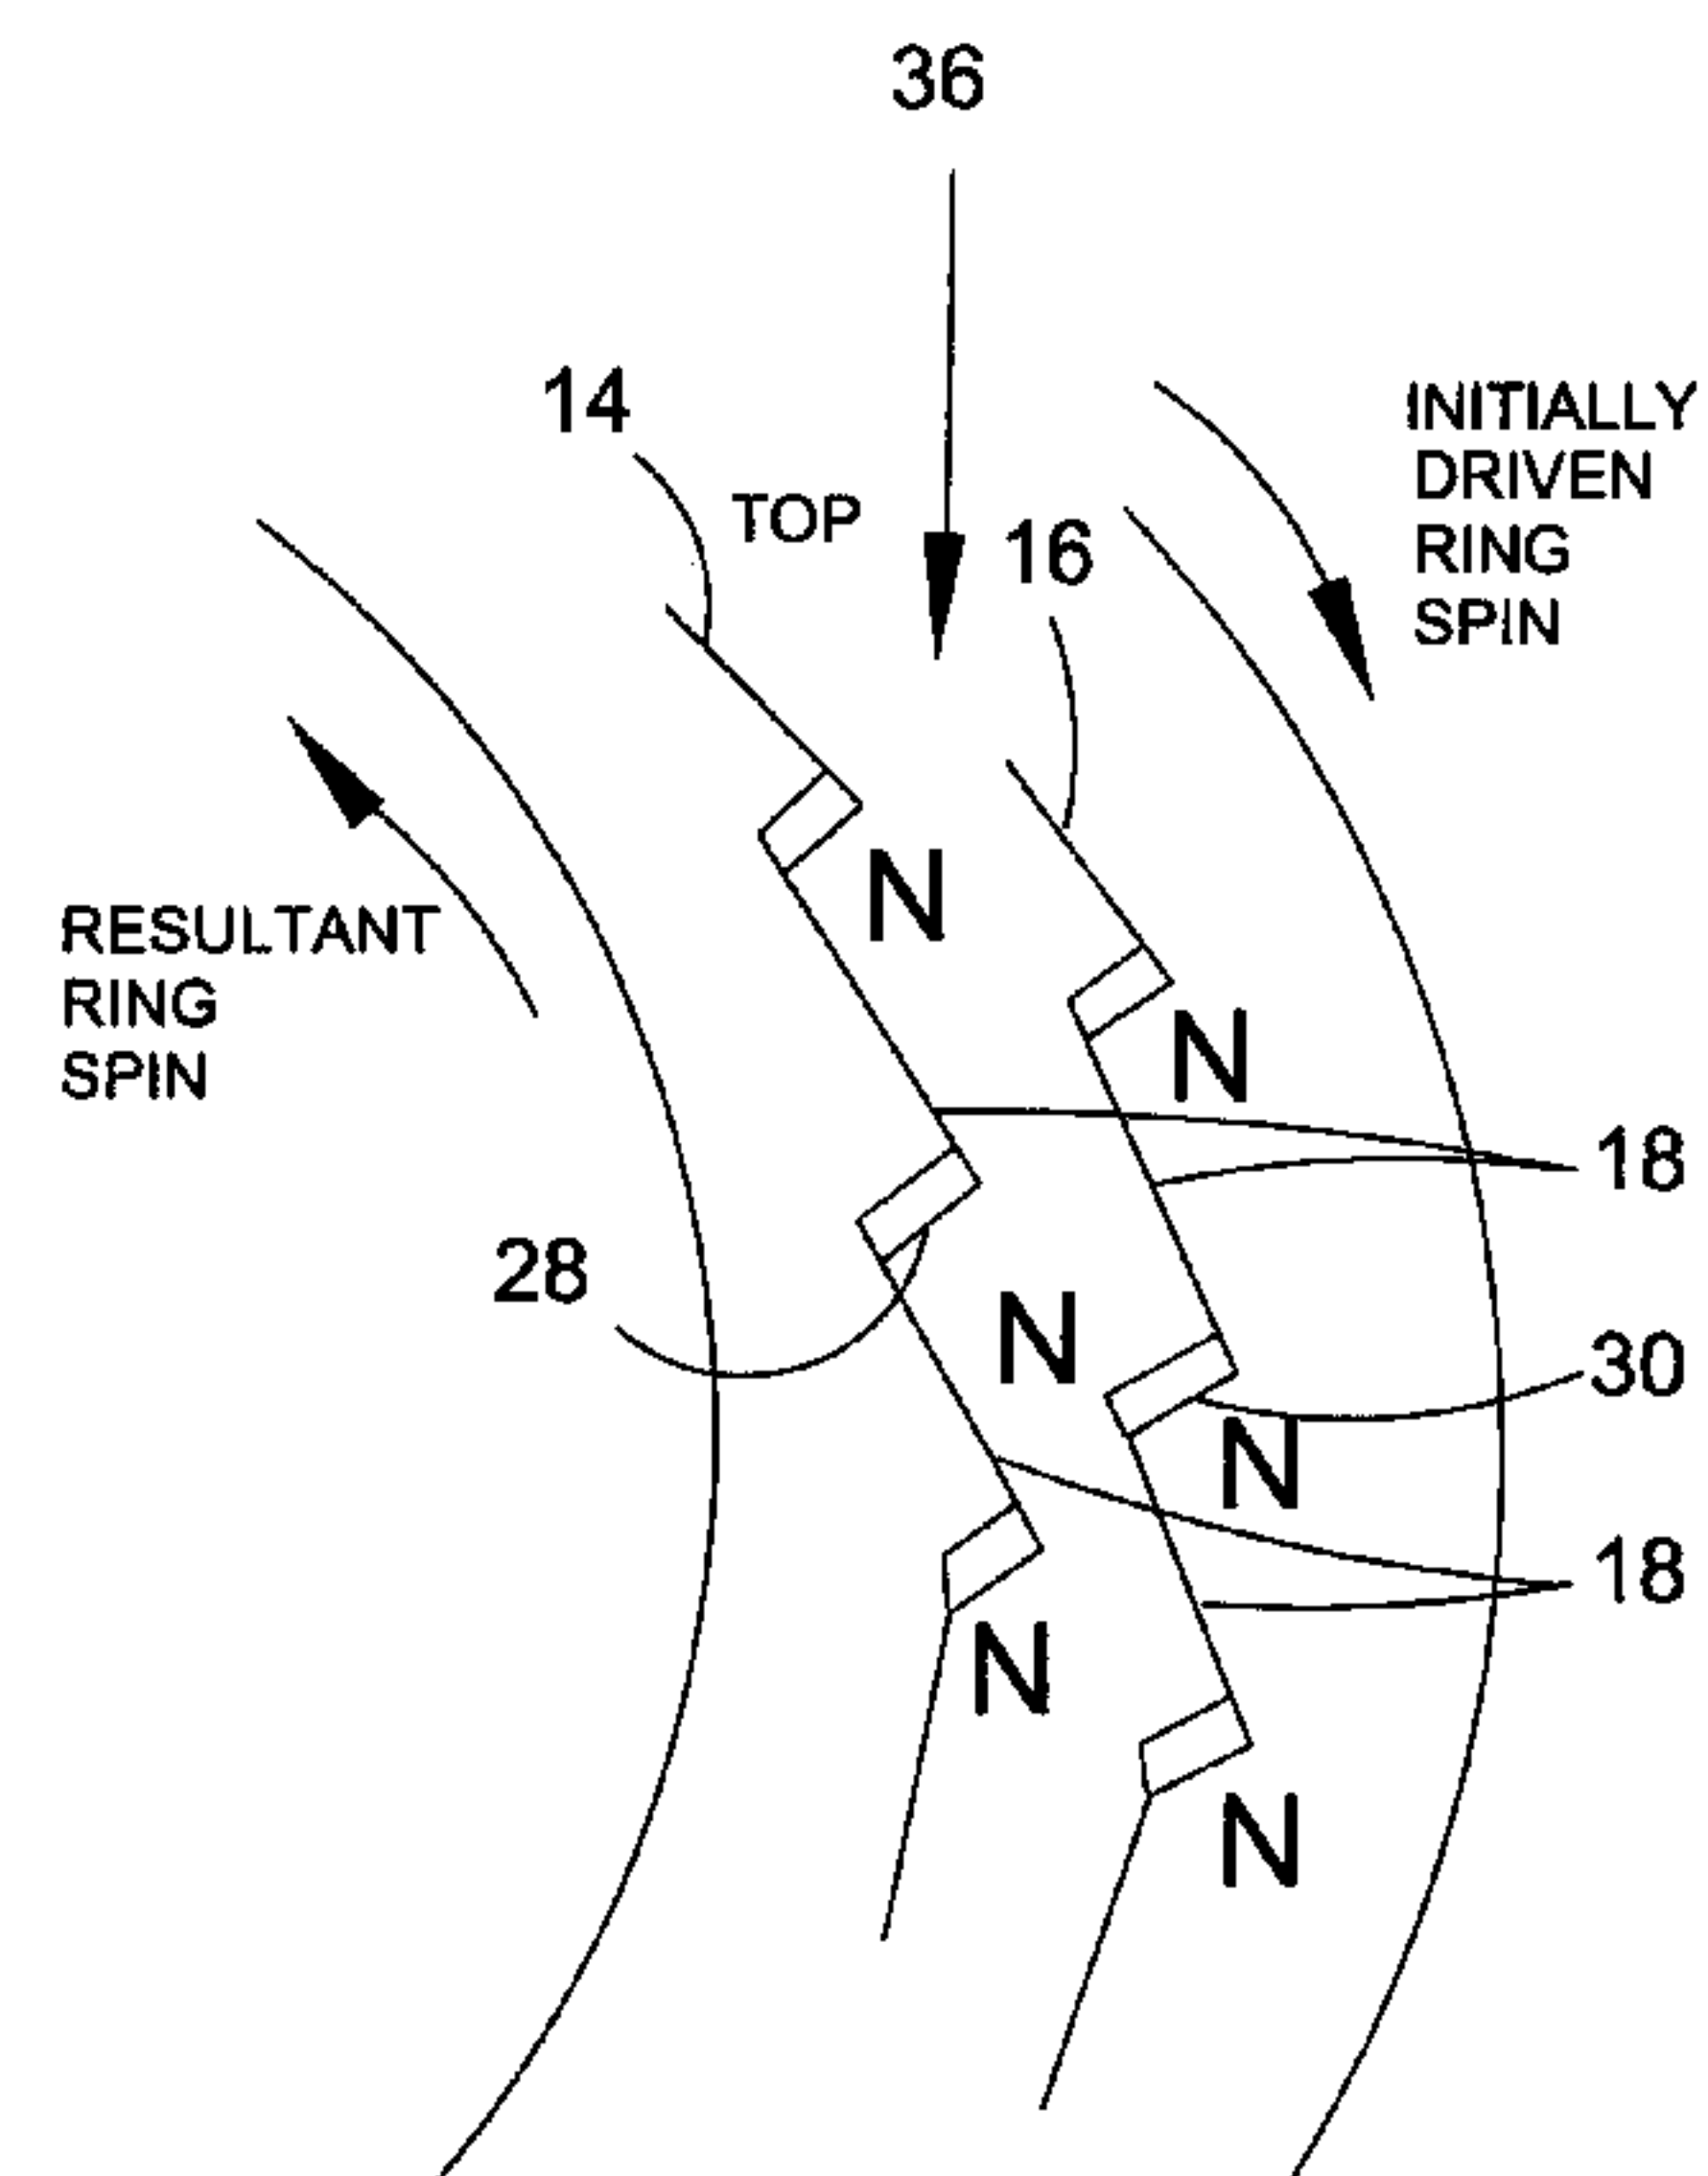 36
14
TOP
16
INITIALLY
DRIVEN
RING
SPIN
N
RESULTANT
RING
SPIN
N
18
28
N
30
N
18
N
N